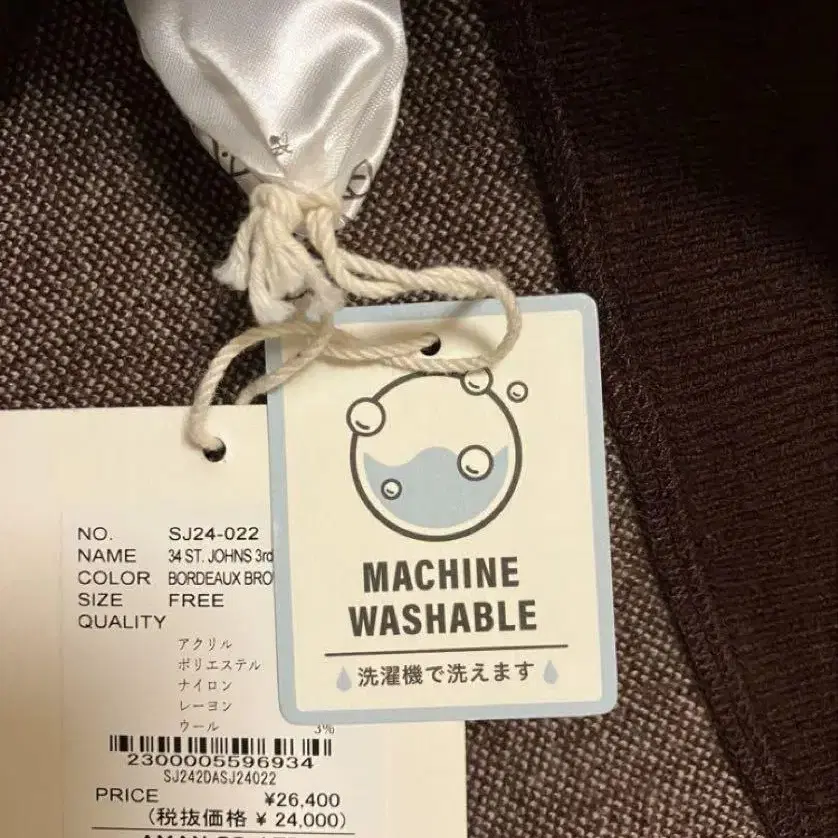 NO. SJ24-022
NAME 34 ST. JOHNS 3rd
COLOR BORDEAUX BRO
SIZE FREE
QUALITY
アクリル
ポリエステル
ナイロン
レーヨン
ウール 3%
2300005596934
SJ242DASJ24022
PRICE ¥26,400
(税抜価格 ¥ 24,000)
MACHINE
WASHABLE
洗濯機で洗えます